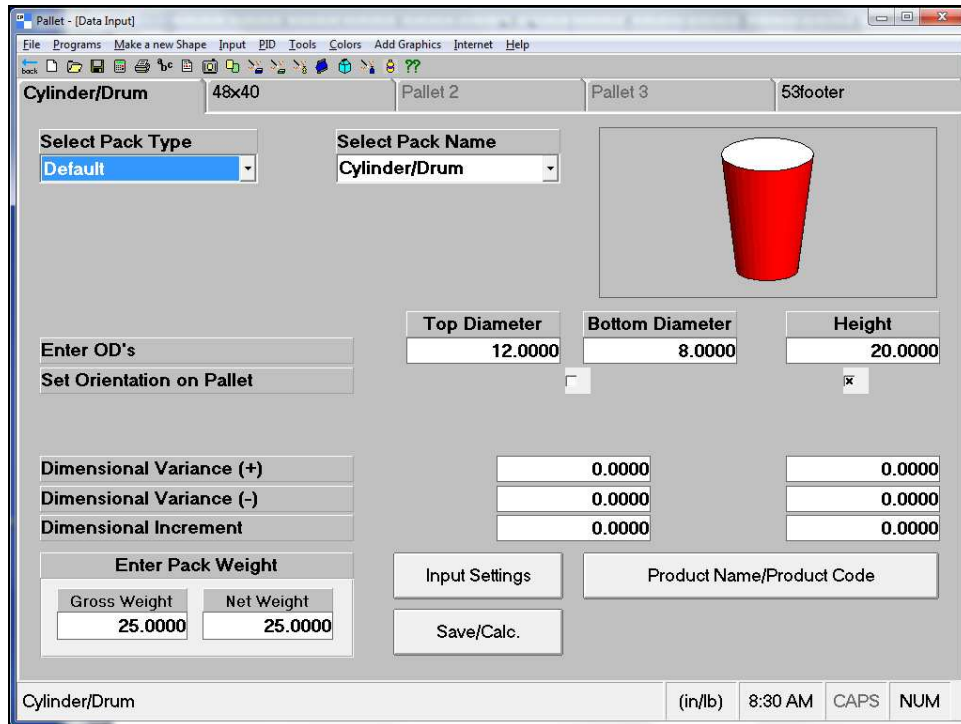 Pallet - [Data Input]
File Programs Make a new Shape Input PID Tools Colors Add Graphics Internet Help
back ??
Cylinder/Drum 48x40 Pallet 2 Pallet 3 53footer
Select Pack Type Select Pack Name
Default Cylinder/Drum
Top Diameter Bottom Diameter Height
Enter OD's 12.0000 8.0000 20.0000
Set Orientation on Pallet
Dimensional Variance (+) 0.0000 0.0000
Dimensional Variance (-) 0.0000 0.0000
Dimensional Increment 0.0000 0.0000
Enter Pack Weight
Input Settings Product Name/Product Code
Gross Weight Net Weight
25.0000 25.0000
Save/Calc.
Cylinder/Drum (in/lb) 8:30 AM CAPS NUM